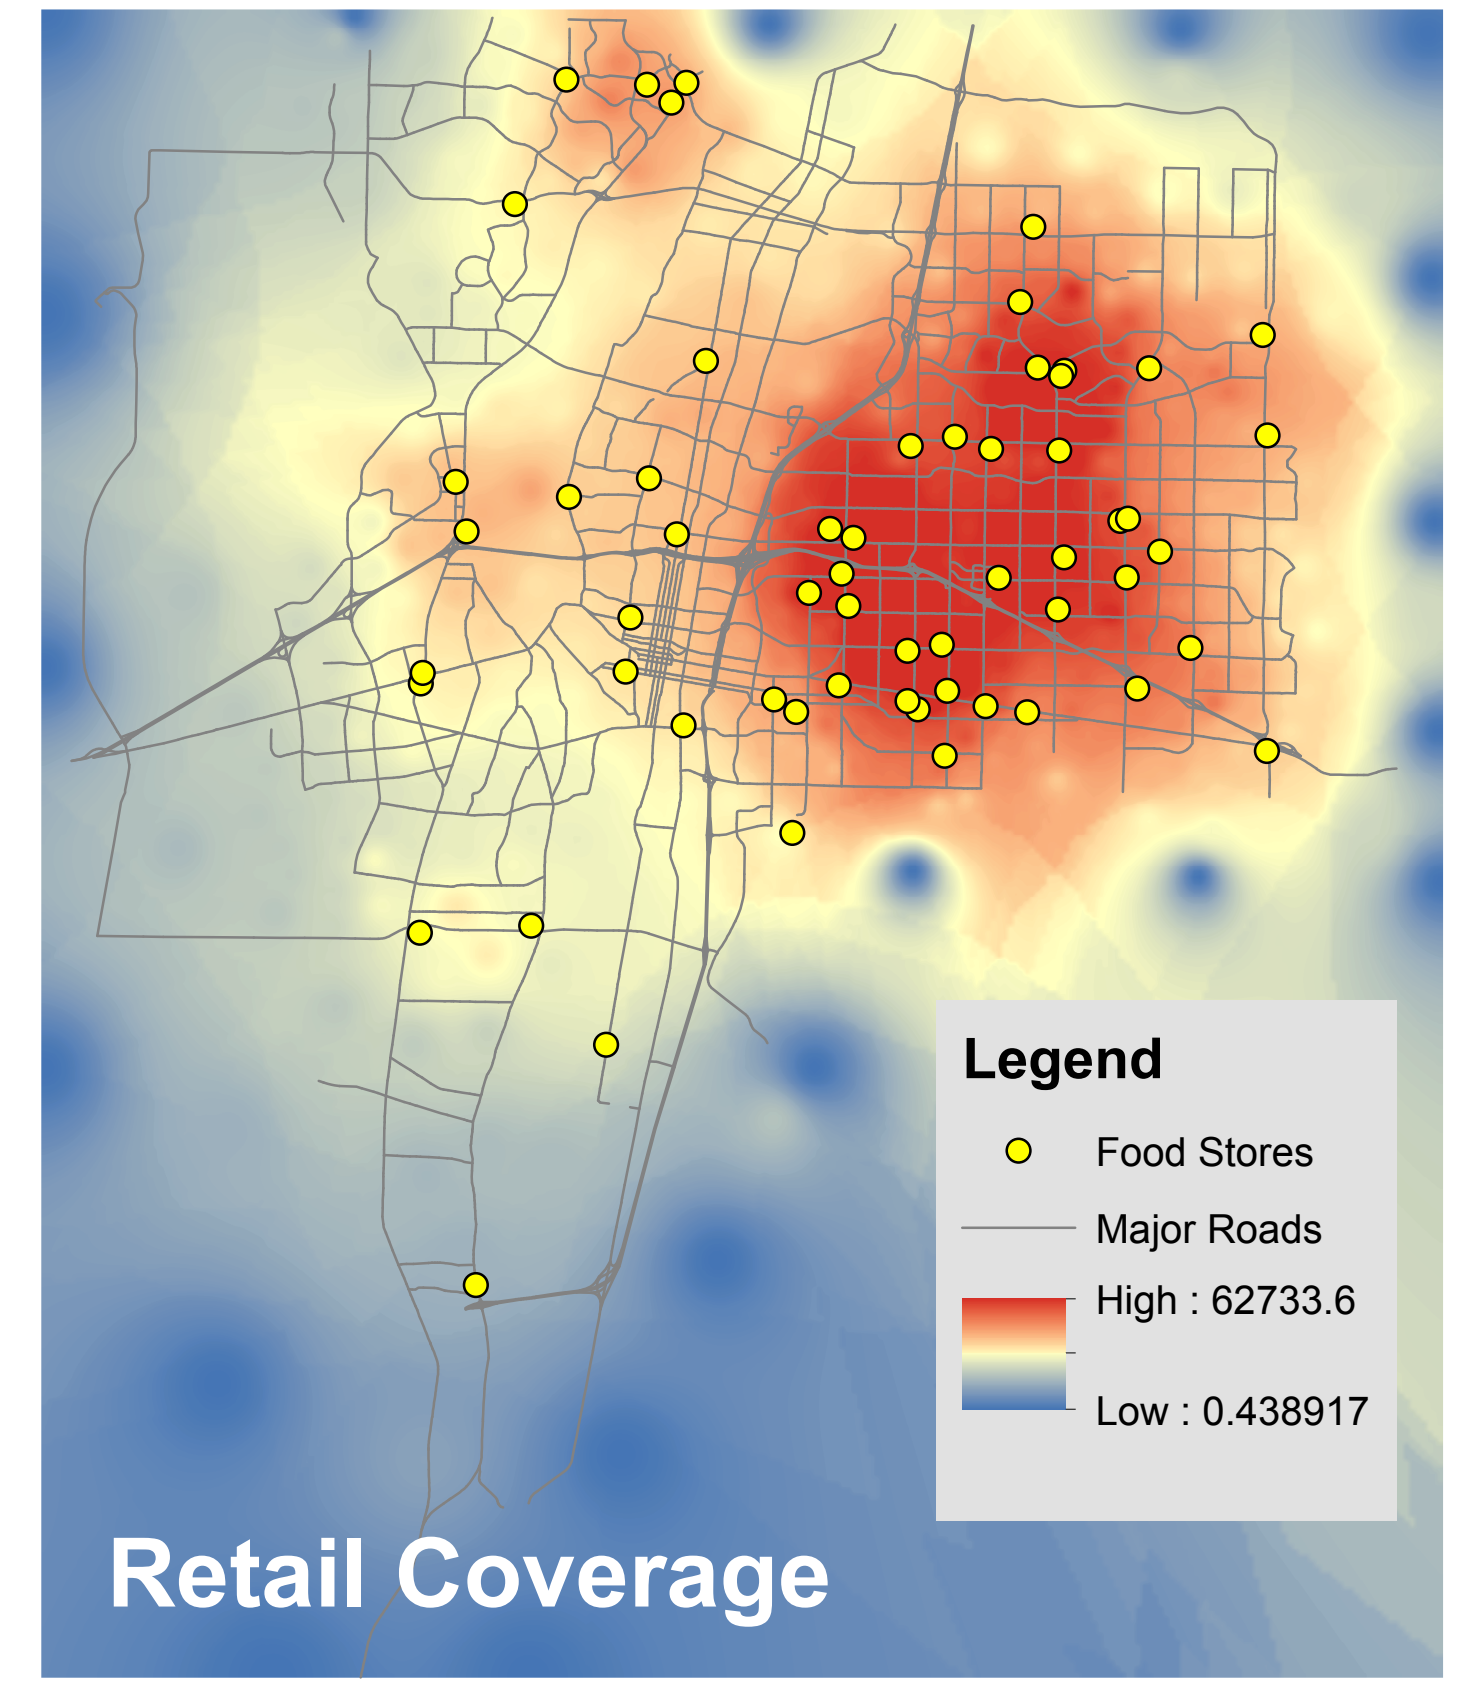 Legend
Food Stores
Major Roads
High : 62733.6
Low : 0.438917
Retail Coverage